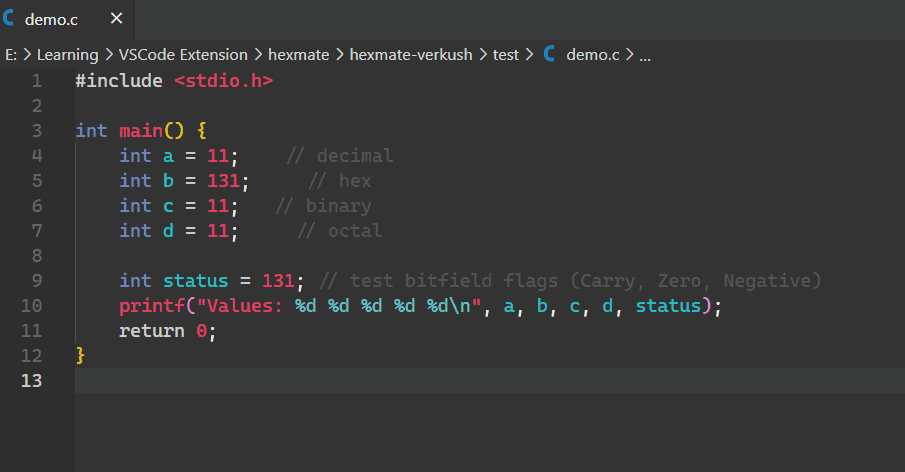 demo.c ×
E: > Learning > VSCode Extension > hexmate > hexmate-verkush > test > C demo.c > ...
1 #include <stdio.h>
2
3 int main() {
4     int a = 11;    // decimal
5     int b = 131;     // hex
6     int c = 11;   // binary
7     int d = 11;     // octal
8
9     int status = 131; // test bitfield flags (Carry, Zero, Negative)
10     printf("Values: %d %d %d %d %d\n", a, b, c, d, status);
11     return 0;
12 }
13